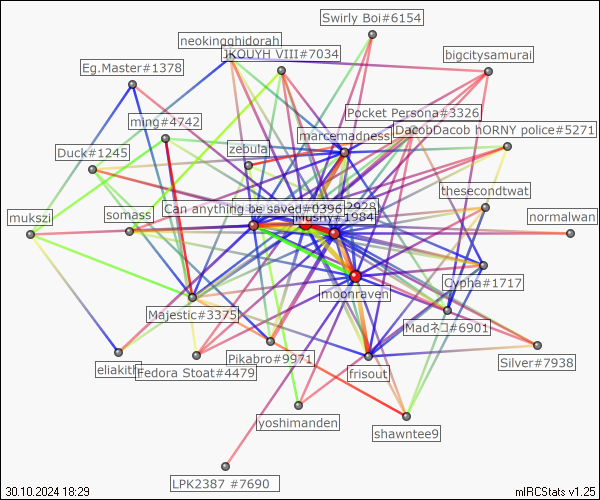 Swirly Boi#6154
neokingghidorah
JKOUYH VIII#7034
bigcitysamurai
Eg.Master#1378
Pocket Persona#3326
ming#4742
marcemadness
DacobDacob hORNY police#5271
zebula
Duck#1245
thesecondtwat
Can anything be saved#0396
2928
mukszi
somass
Mushy#1984
normalwan
Cypha#1717
moonraven
Majestic#3375
Madネコ#6901
Pikabro#9971
Silver#7938
eliakith
Fedora Stoat#4479
frisout
yoshimanden
shawntee9
LPK2387 #7690
30.10.2024 18:29
mIRCStats v1.25